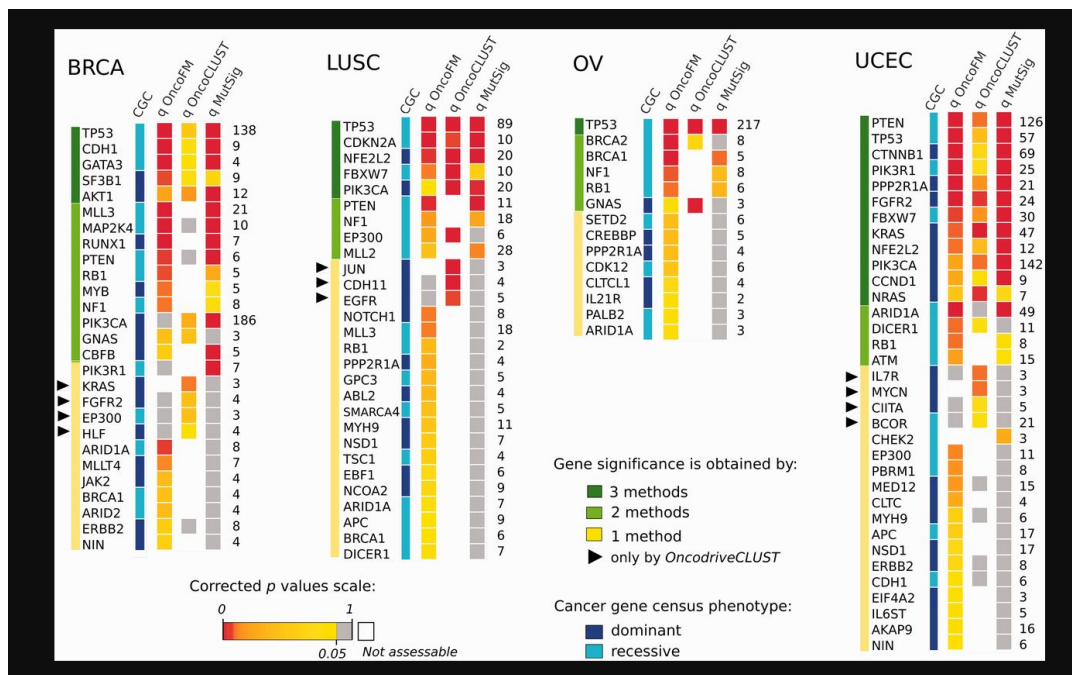 BRCA
CGC
q OncoFM
q OncoCLUST
q MutSig
TP53 138
CDH1 9
GATA3 4
SF3B1 9
AKT1 12
MLL3 21
MAP2K4 10
RUNX1 7
PTEN 6
RB1 5
MYB 5
NF1 8
PIK3CA 186
GNAS 3
CBFB 5
PIK3R1 7
KRAS 3
FGFR2 4
EP300 3
HLF 4
ARID1A 8
MLLT4 7
JAK2 4
BRCA1 4
ARID2 4
ERBB2 8
NIN 4
LUSC
CGC
q OncoFM
q OncoCLUST
q MutSig
TP53 89
CDKN2A 10
NFE2L2 20
FBXW7 10
PIK3CA 20
PTEN 11
NF1 18
EP300 6
MLL2 28
JUN 3
CDH11 4
EGFR 5
NOTCH1 8
MLL3 18
RB1 2
PPP2R1A 4
GPC3 5
ABL2 4
SMARCA4 5
MYH9 11
NSD1 7
TSC1 4
EBF1 6
NCOA2 9
ARID1A 7
APC 9
BRCA1 6
DICER1 7
OV
CGC
q OncoFM
q OncoCLUST
q MutSig
TP53 217
BRCA2 8
BRCA1 5
NF1 8
RB1 6
GNAS 3
SETD2 6
CREBBP 5
PPP2R1A 4
CDK12 6
CLTCL1 4
IL21R 2
PALB2 3
ARID1A 3
UCEC
CGC
q OncoFM
q OncoCLUST
q MutSig
PTEN 126
TP53 57
CTNNB1 69
PIK3R1 25
PPP2R1A 21
FGFR2 24
FBXW7 30
KRAS 47
NFE2L2 12
PIK3CA 142
CCND1 9
NRAS 7
ARID1A 49
DICER1 11
RB1 8
ATM 15
IL7R 3
MYCN 3
CIITA 5
BCOR 21
CHEK2 3
EP300 11
PBRM1 8
MED12 15
CLTC 4
MYH9 6
APC 17
NSD1 17
ERBB2 8
CDH1 6
EIF4A2 3
IL6ST 5
AKAP9 16
NIN 6
Gene significance is obtained by:
3 methods
2 methods
1 method
only by OncodriveCLUST
Corrected p values scale:
0 1
0.05 Not assessable
Cancer gene census phenotype:
dominant
recessive